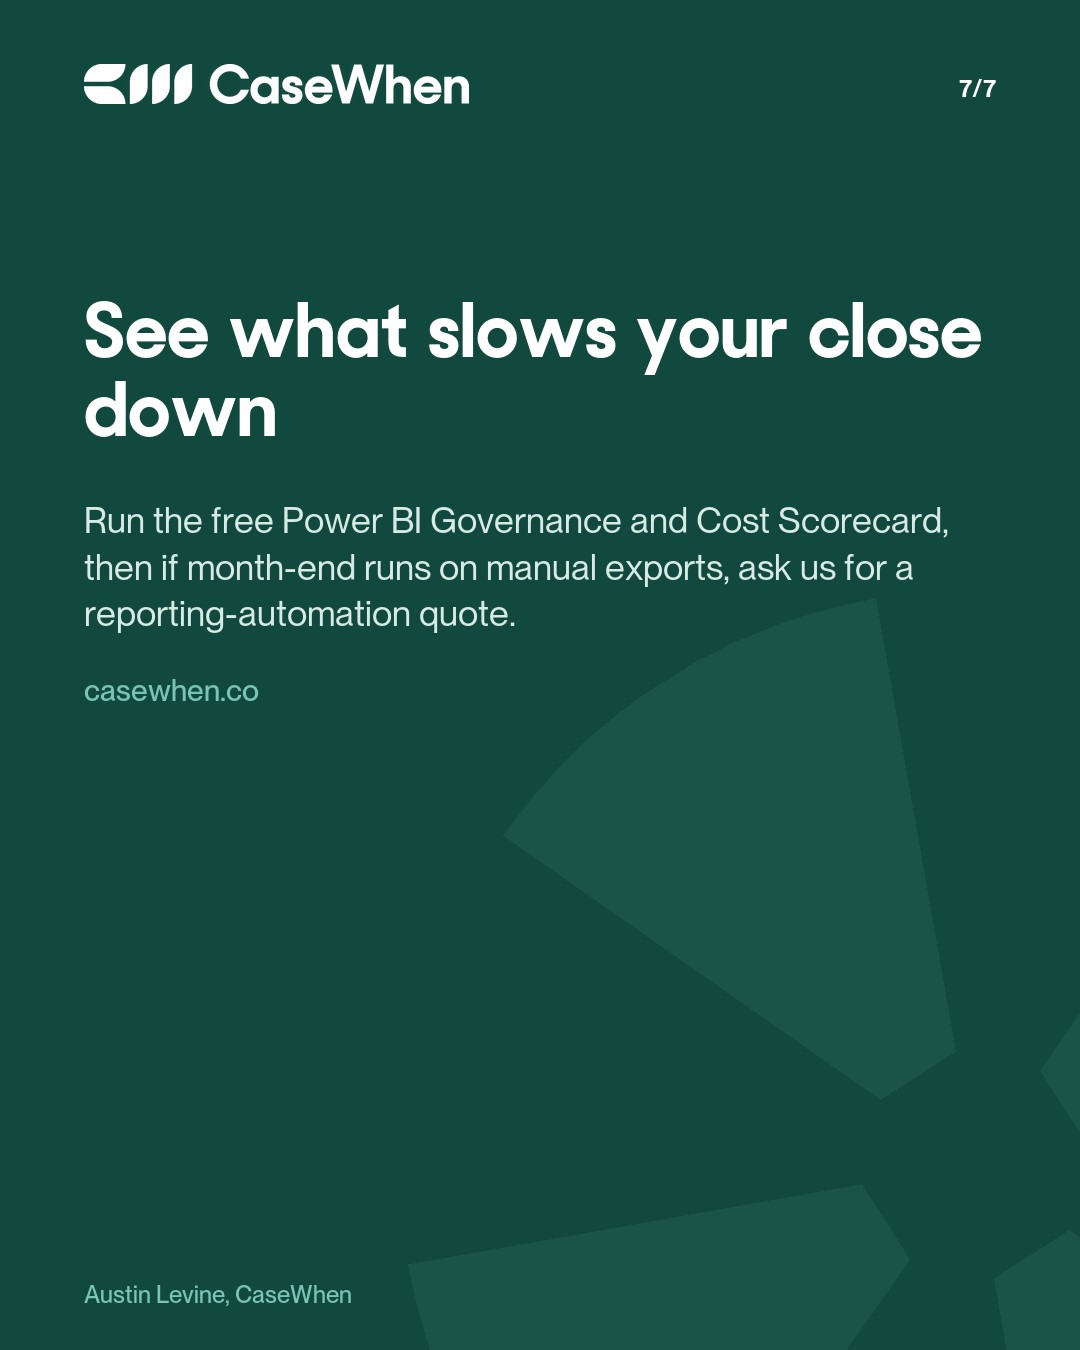 CaseWhen
7/7
See what slows your close
down
Run the free Power BI Governance and Cost Scorecard,
then if month-end runs on manual exports, ask us for a
reporting-automation quote.
casewhen.co
Austin Levine, CaseWhen